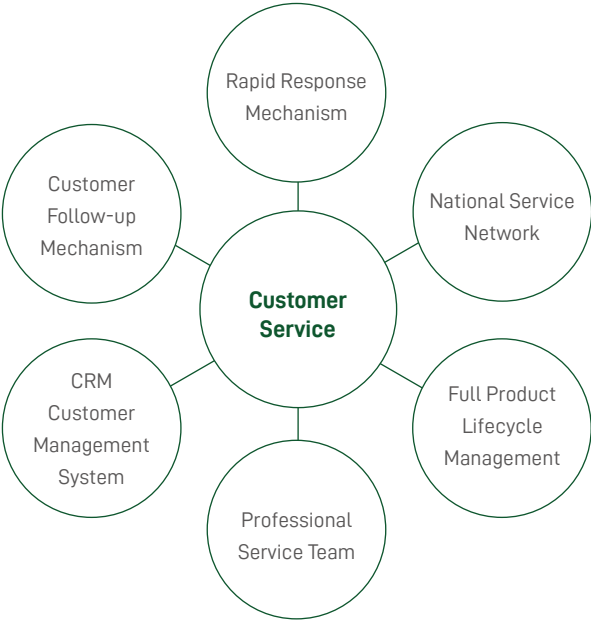 Rapid Response
Mechanism
Customer
Follow-up
Mechanism
National Service
Network
Customer
Service
CRM
Customer
Management
System
Full Product
Lifecycle
Management
Professional
Service Team